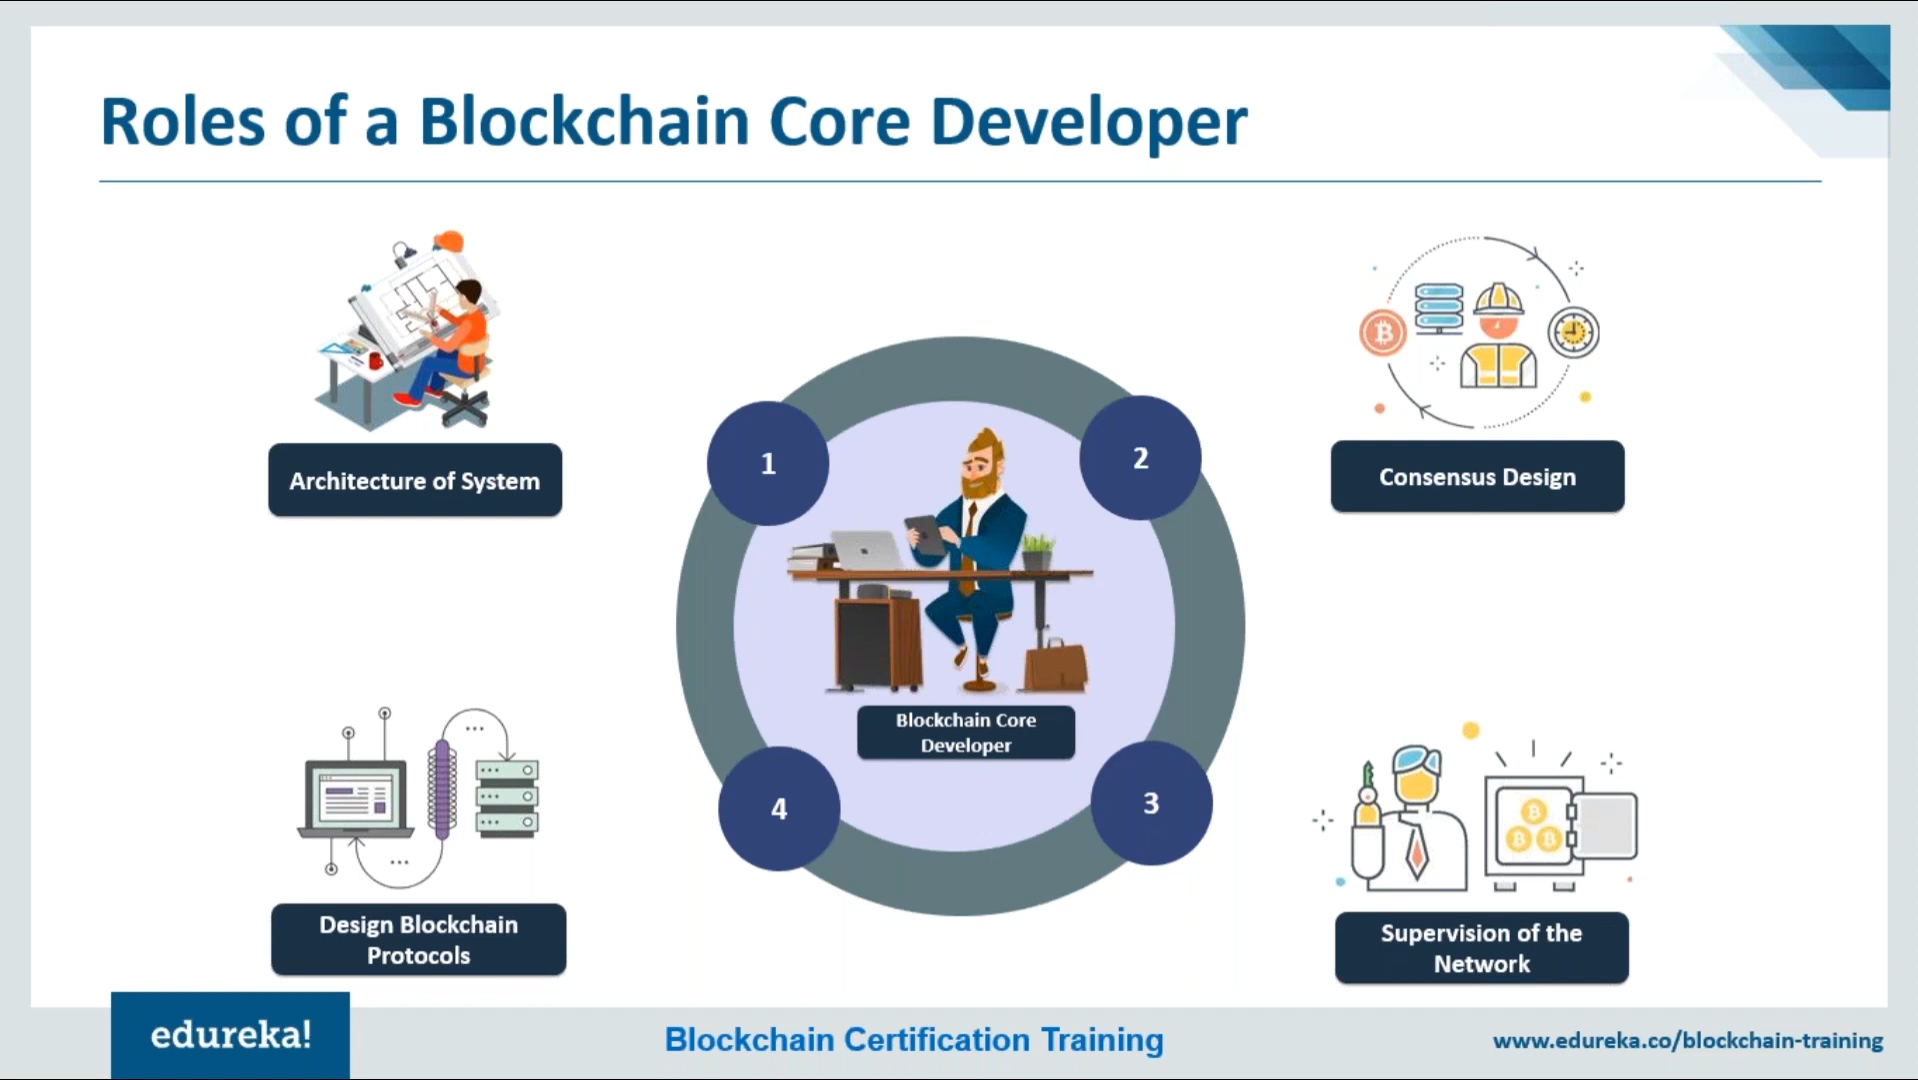 Roles of a Blockchain Core Developer
1
Architecture of System
2
Consensus Design
Blockchain Core
Developer
4
Design Blockchain
Protocols
3
Supervision of the
Network
edureka!
Blockchain Certification Training
www.edureka.co/blockchain-training